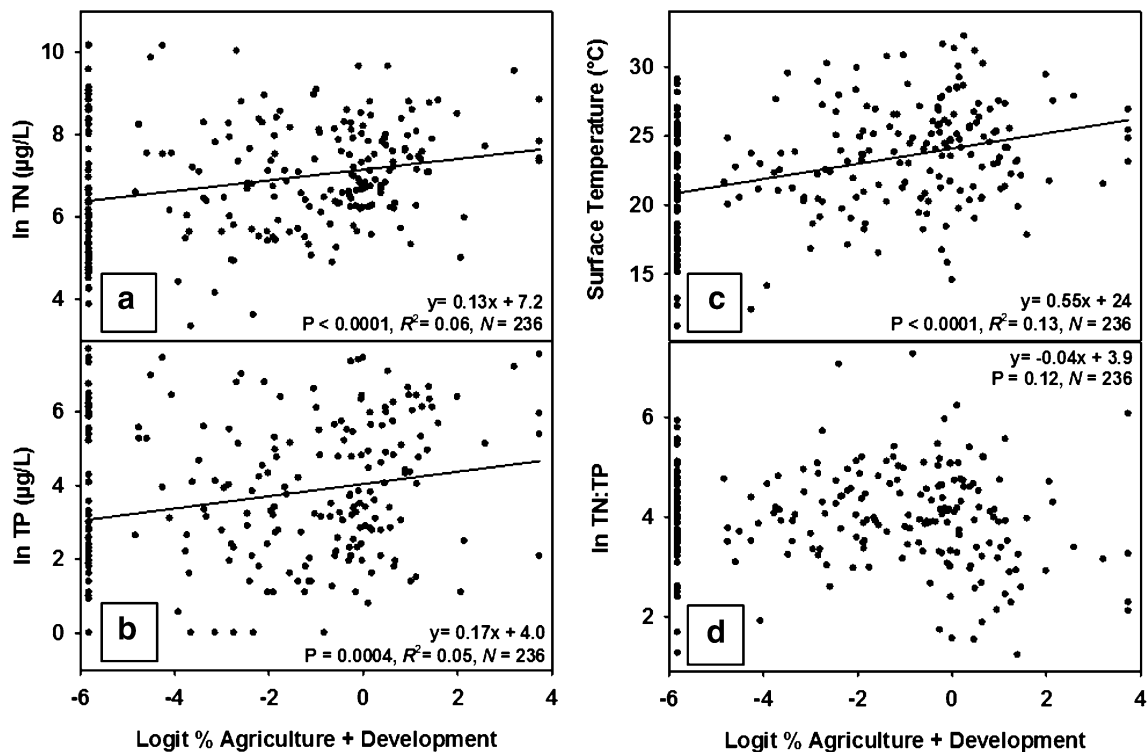 10
8
6
4
ln TN (µg/L)
a
y= 0.13x + 7.2
P < 0.0001, R²= 0.06, N = 236
30
25
20
15
Surface Temperature (°C)
c
y= 0.55x + 24
P < 0.0001, R²= 0.13, N = 236
6
4
2
0
ln TP (µg/L)
b
y= 0.17x + 4.0
P = 0.0004, R²= 0.05, N = 236
-6 -4 -2 0 2 4
Logit % Agriculture + Development
y= -0.04x + 3.9
P = 0.12, N = 236
6
4
2
ln TN:TP
d
-6 -4 -2 0 2 4
Logit % Agriculture + Development